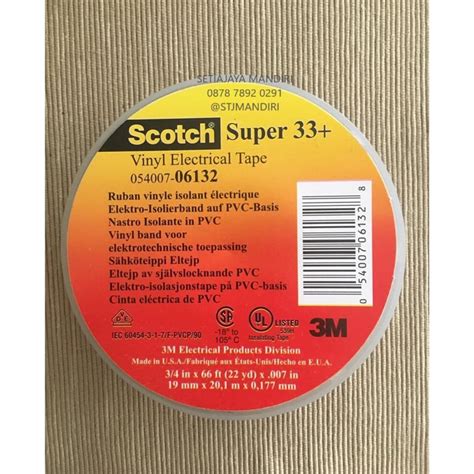 SETIAJAYA MANDIRI
0878 7892 0291
@STJMANDIRI
Scotch Super 33+
Vinyl Electrical Tape
054007-06132
Ruban vinyle isolant électrique
Elektro-Isolierband auf PVC-Basis
Nastro Isolante in PVC
Vinyl band voor
elektrotechnische toepassing
Sähköteippi Eltejp
Eltejp av självslocknande PVC
Elektro-isolasjonstape på PVC-basis
Cinta eléctrica de PVC
0 54007 06132 8
IEC 60454-3-1-7/F-PVCP/90
-18° to
105° C
UL LISTED
539H
Insulating Tape
3M
3M Electrical Products Division
Made in U.S.A./Fabriqué aux États-Unis/Hecho en E.U.A.
3/4 in x 66 ft (22 yd) x .007 in
19 mm x 20,1 m x 0,177 mm